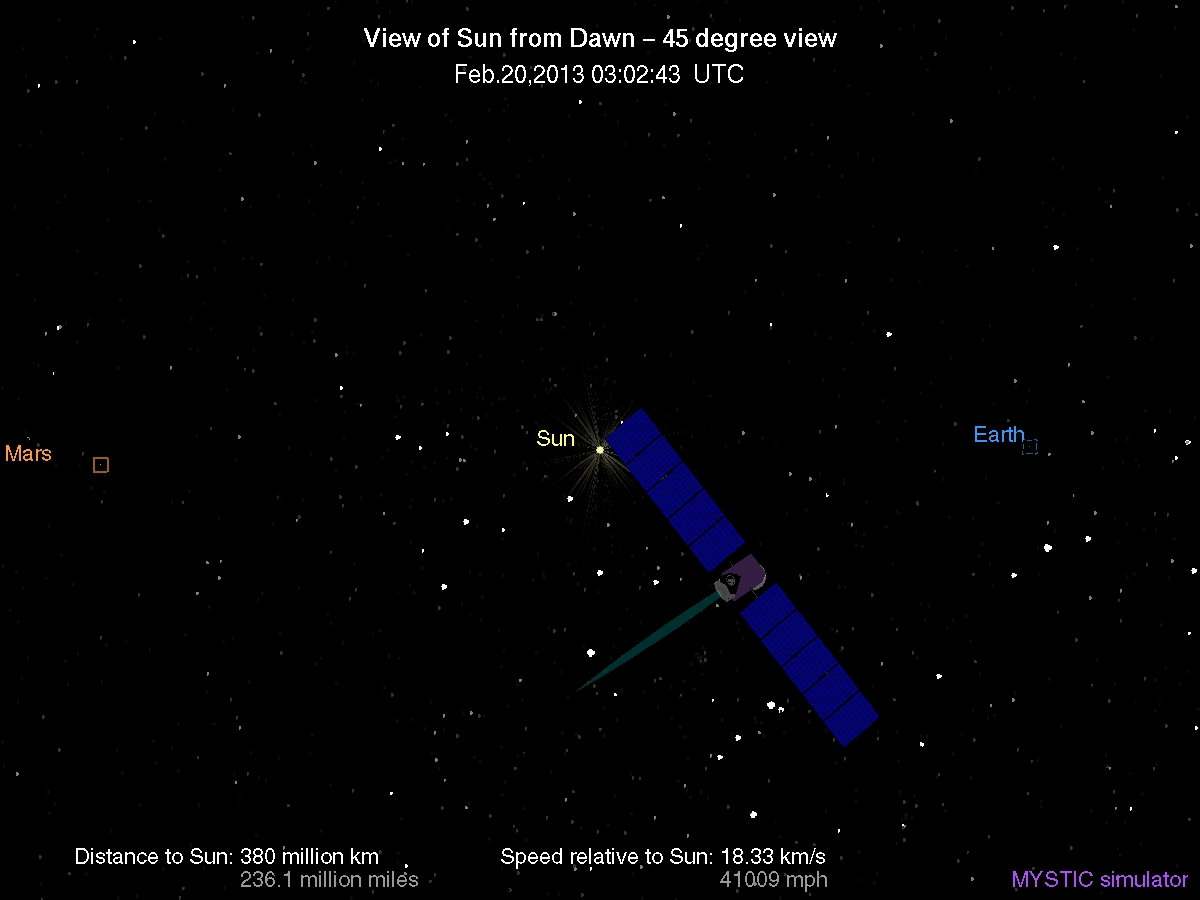 View of Sun from Dawn – 45 degree view
Feb.20,2013 03:02:43 UTC
Sun
Earth
Mars
Distance to Sun: 380 million km
236.1 million miles
Speed relative to Sun: 18.33 km/s
41009 mph
MYSTIC simulator